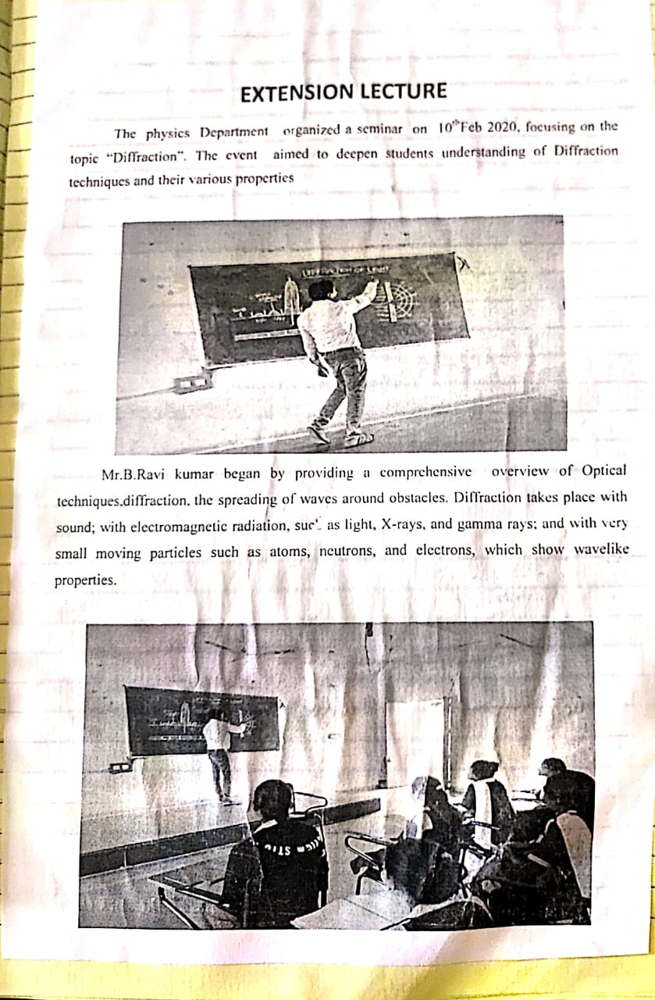 EXTENSION LECTURE
The physics Department organized a seminar on 10th Feb 2020, focusing on the
topic “Diffraction”. The event aimed to deepen students understanding of Diffraction
techniques and their various properties
DIFFRACTION OF LIGHT
Mr.B.Ravi kumar began by providing a comprehensive overview of Optical
techniques,diffraction, the spreading of waves around obstacles. Diffraction takes place with
sound; with electromagnetic radiation, such as light, X-rays, and gamma rays; and with very
small moving particles such as atoms, neutrons, and electrons, which show wavelike
properties.